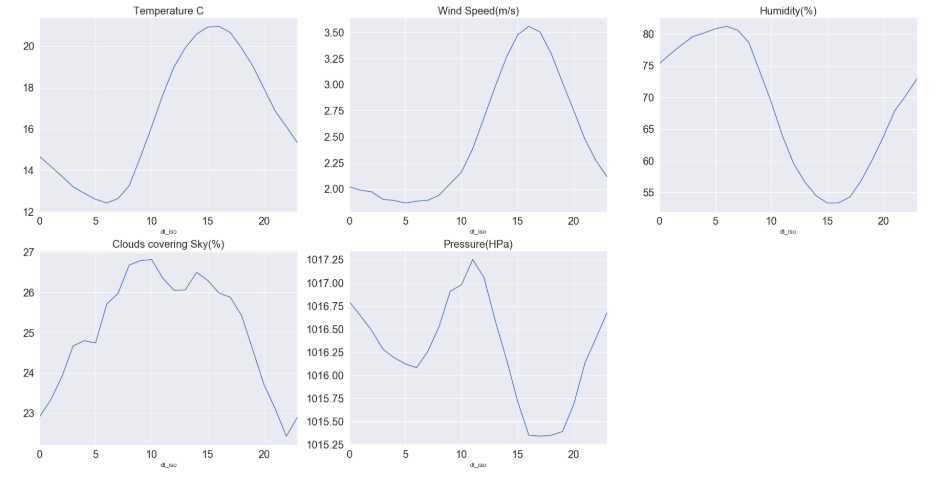 Temperature C
20
18
16
14
12
0 5 10 15 20
dt_iso
Wind Speed(m/s)
3.50
3.25
3.00
2.75
2.50
2.25
2.00
0 5 10 15 20
dt_iso
Humidity(%)
80
75
70
65
60
55
0 5 10 15 20
dt_iso
Clouds covering Sky(%)
27
26
25
24
23
0 5 10 15 20
dt_iso
Pressure(HPa)
1017.25
1017.00
1016.75
1016.50
1016.25
1016.00
1015.75
1015.50
1015.25
0 5 10 15 20
dt_iso